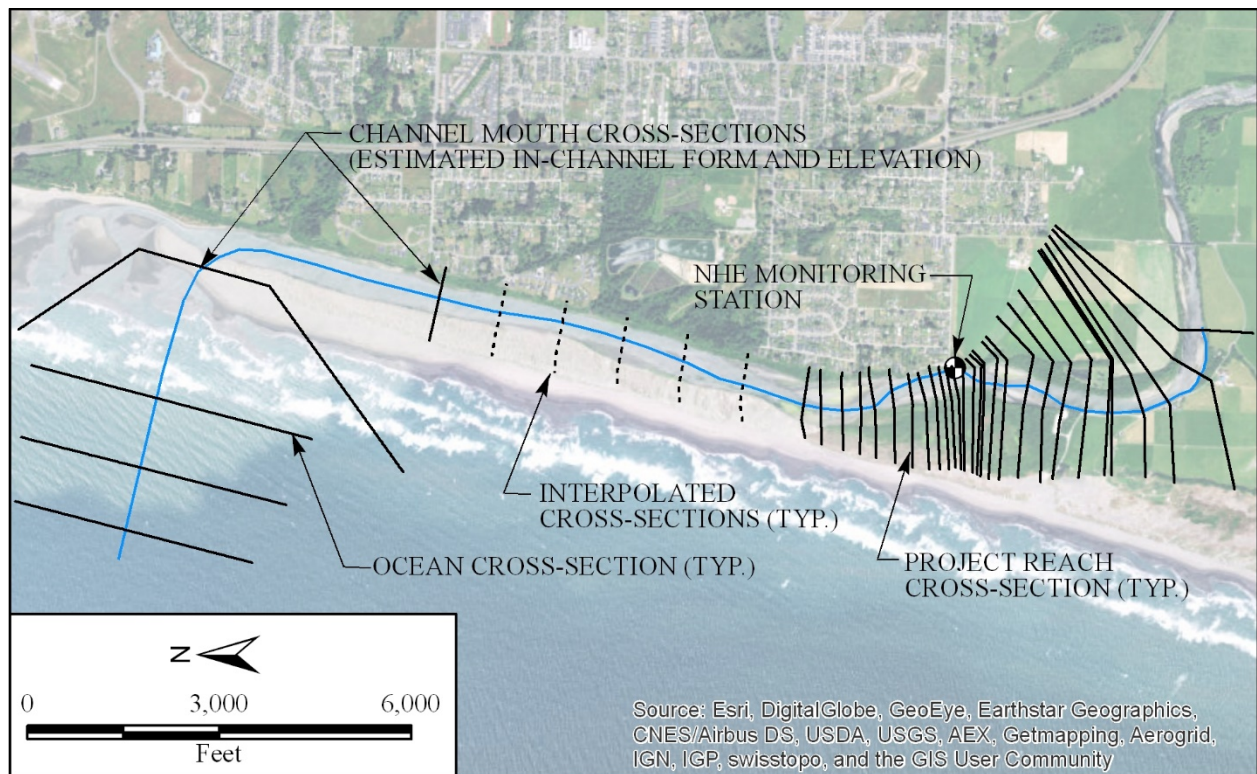 CHANNEL MOUTH CROSS-SECTIONS
(ESTIMATED IN-CHANNEL FORM AND ELEVATION)
NHE MONITORING
STATION
INTERPOLATED
CROSS-SECTIONS (TYP.)
OCEAN CROSS-SECTION (TYP.)
PROJECT REACH
CROSS-SECTION (TYP.)
N
0 3,000 6,000
Feet
Source: Esri, DigitalGlobe, GeoEye, Earthstar Geographics,
CNES/Airbus DS, USDA, USGS, AEX, Getmapping, Aerogrid,
IGN, IGP, swisstopo, and the GIS User Community